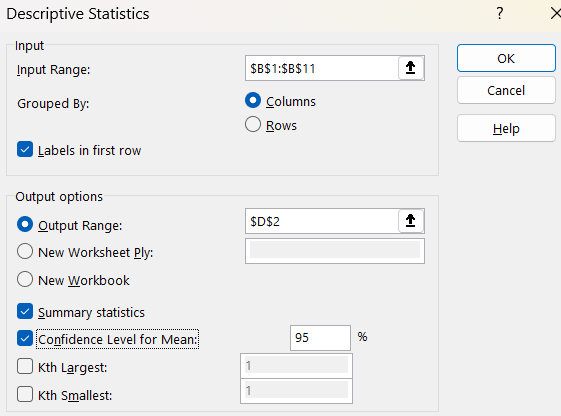 Descriptive Statistics ? ×
Input
Input Range: $B$1:$B$11 OK
Grouped By: Columns Cancel
Rows Help
Labels in first row
Output options
Output Range: $D$2
New Worksheet Ply:
New Workbook
Summary statistics
Confidence Level for Mean: 95 %
Kth Largest: 1
Kth Smallest: 1